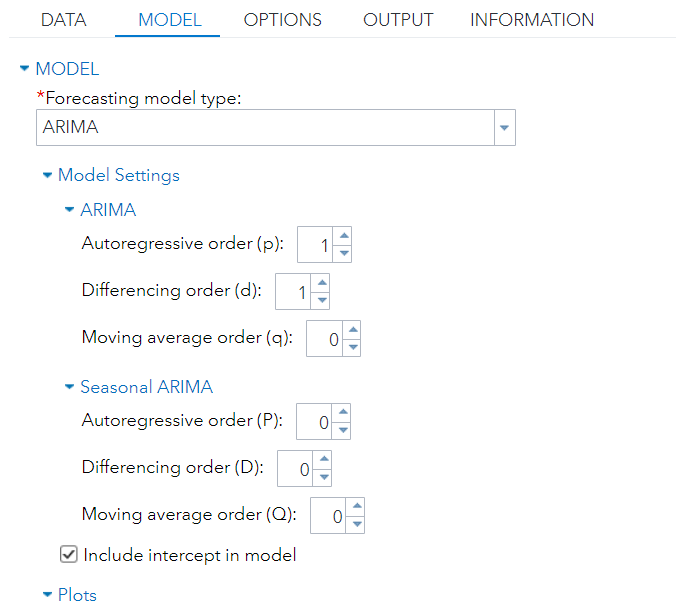 DATA MODEL OPTIONS OUTPUT INFORMATION
MODEL
*Forecasting model type:
ARIMA
Model Settings
ARIMA
Autoregressive order (p): 1
Differencing order (d): 1
Moving average order (q): 0
Seasonal ARIMA
Autoregressive order (P): 0
Differencing order (D): 0
Moving average order (Q): 0
Include intercept in model
Plots